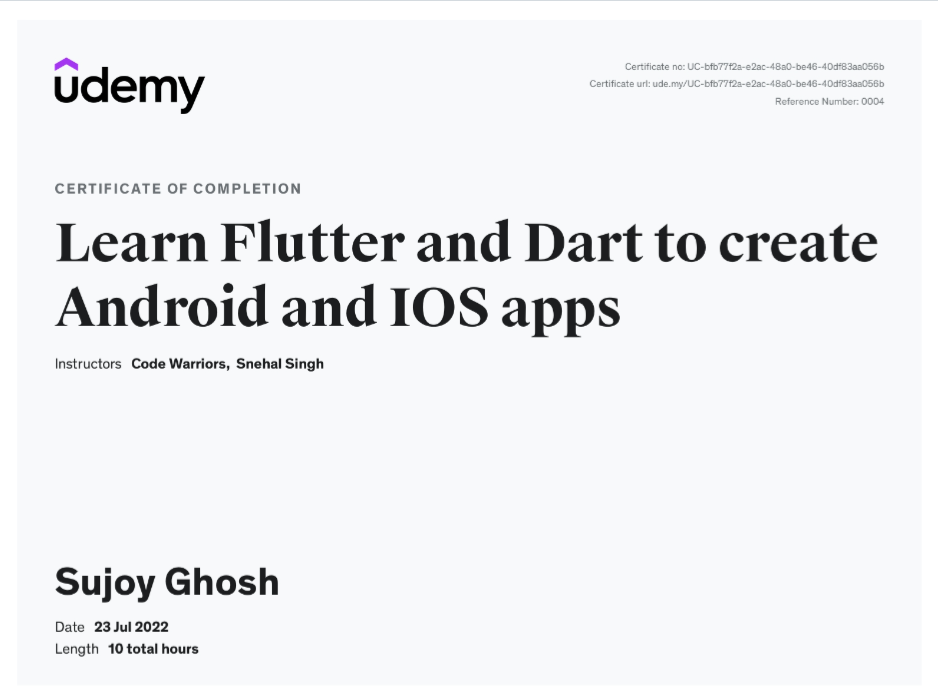 udemy
Certificate no: UC-bfb77f2a-e2ac-48a0-be46-40df83aa056b
Certificate url: ude.my/UC-bfb77f2a-e2ac-48a0-be46-40df83aa056b
Reference Number: 0004
CERTIFICATE OF COMPLETION
Learn Flutter and Dart to create
Android and IOS apps
Instructors Code Warriors, Snehal Singh
Sujoy Ghosh
Date 23 Jul 2022
Length 10 total hours